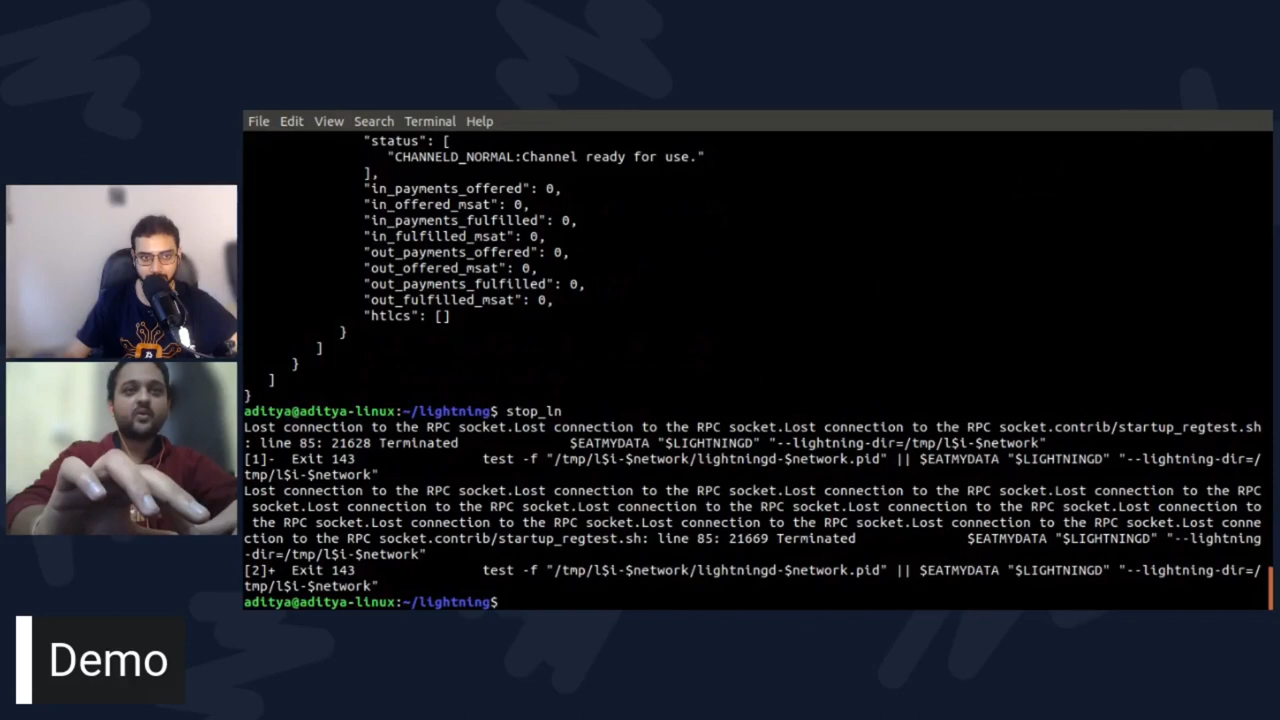 File Edit View Search Terminal Help
"status": [
"CHANNELD_NORMAL:Channel ready for use."
],
"in_payments_offered": 0,
"in_offered_msat": 0,
"in_payments_fulfilled": 0,
"in_fulfilled_msat": 0,
"out_payments_offered": 0,
"out_offered_msat": 0,
"out_payments_fulfilled": 0,
"out_fulfilled_msat": 0,
"htlcs": []
}
]
}
]
}
aditya@aditya-linux:~/lightning$ stop_ln
Lost connection to the RPC socket.Lost connection to the RPC socket.Lost connection to the RPC socket.contrib/startup_regtest.sh
: line 85: 21628 Terminated $EATMYDATA "$LIGHTNINGD" "--lightning-dir=/tmp/l$i-$network"
[1]- Exit 143 test -f "/tmp/l$i-$network/lightningd-$network.pid" || $EATMYDATA "$LIGHTNINGD" "--lightning-dir=/
tmp/l$i-$network"
Lost connection to the RPC socket.Lost connection to the RPC socket.Lost connection to the RPC socket.Lost connection to the RPC
socket.Lost connection to the RPC socket.Lost connection to the RPC socket.Lost connection to the RPC socket.Lost connection to
the RPC socket.Lost connection to the RPC socket.Lost connection to the RPC socket.Lost connection to the RPC socket.Lost conne
ction to the RPC socket.contrib/startup_regtest.sh: line 85: 21669 Terminated $EATMYDATA "$LIGHTNINGD" "--lightning
-dir=/tmp/l$i-$network"
[2]+ Exit 143 test -f "/tmp/l$i-$network/lightningd-$network.pid" || $EATMYDATA "$LIGHTNINGD" "--lightning-dir=/
tmp/l$i-$network"
aditya@aditya-linux:~/lightning$
Demo